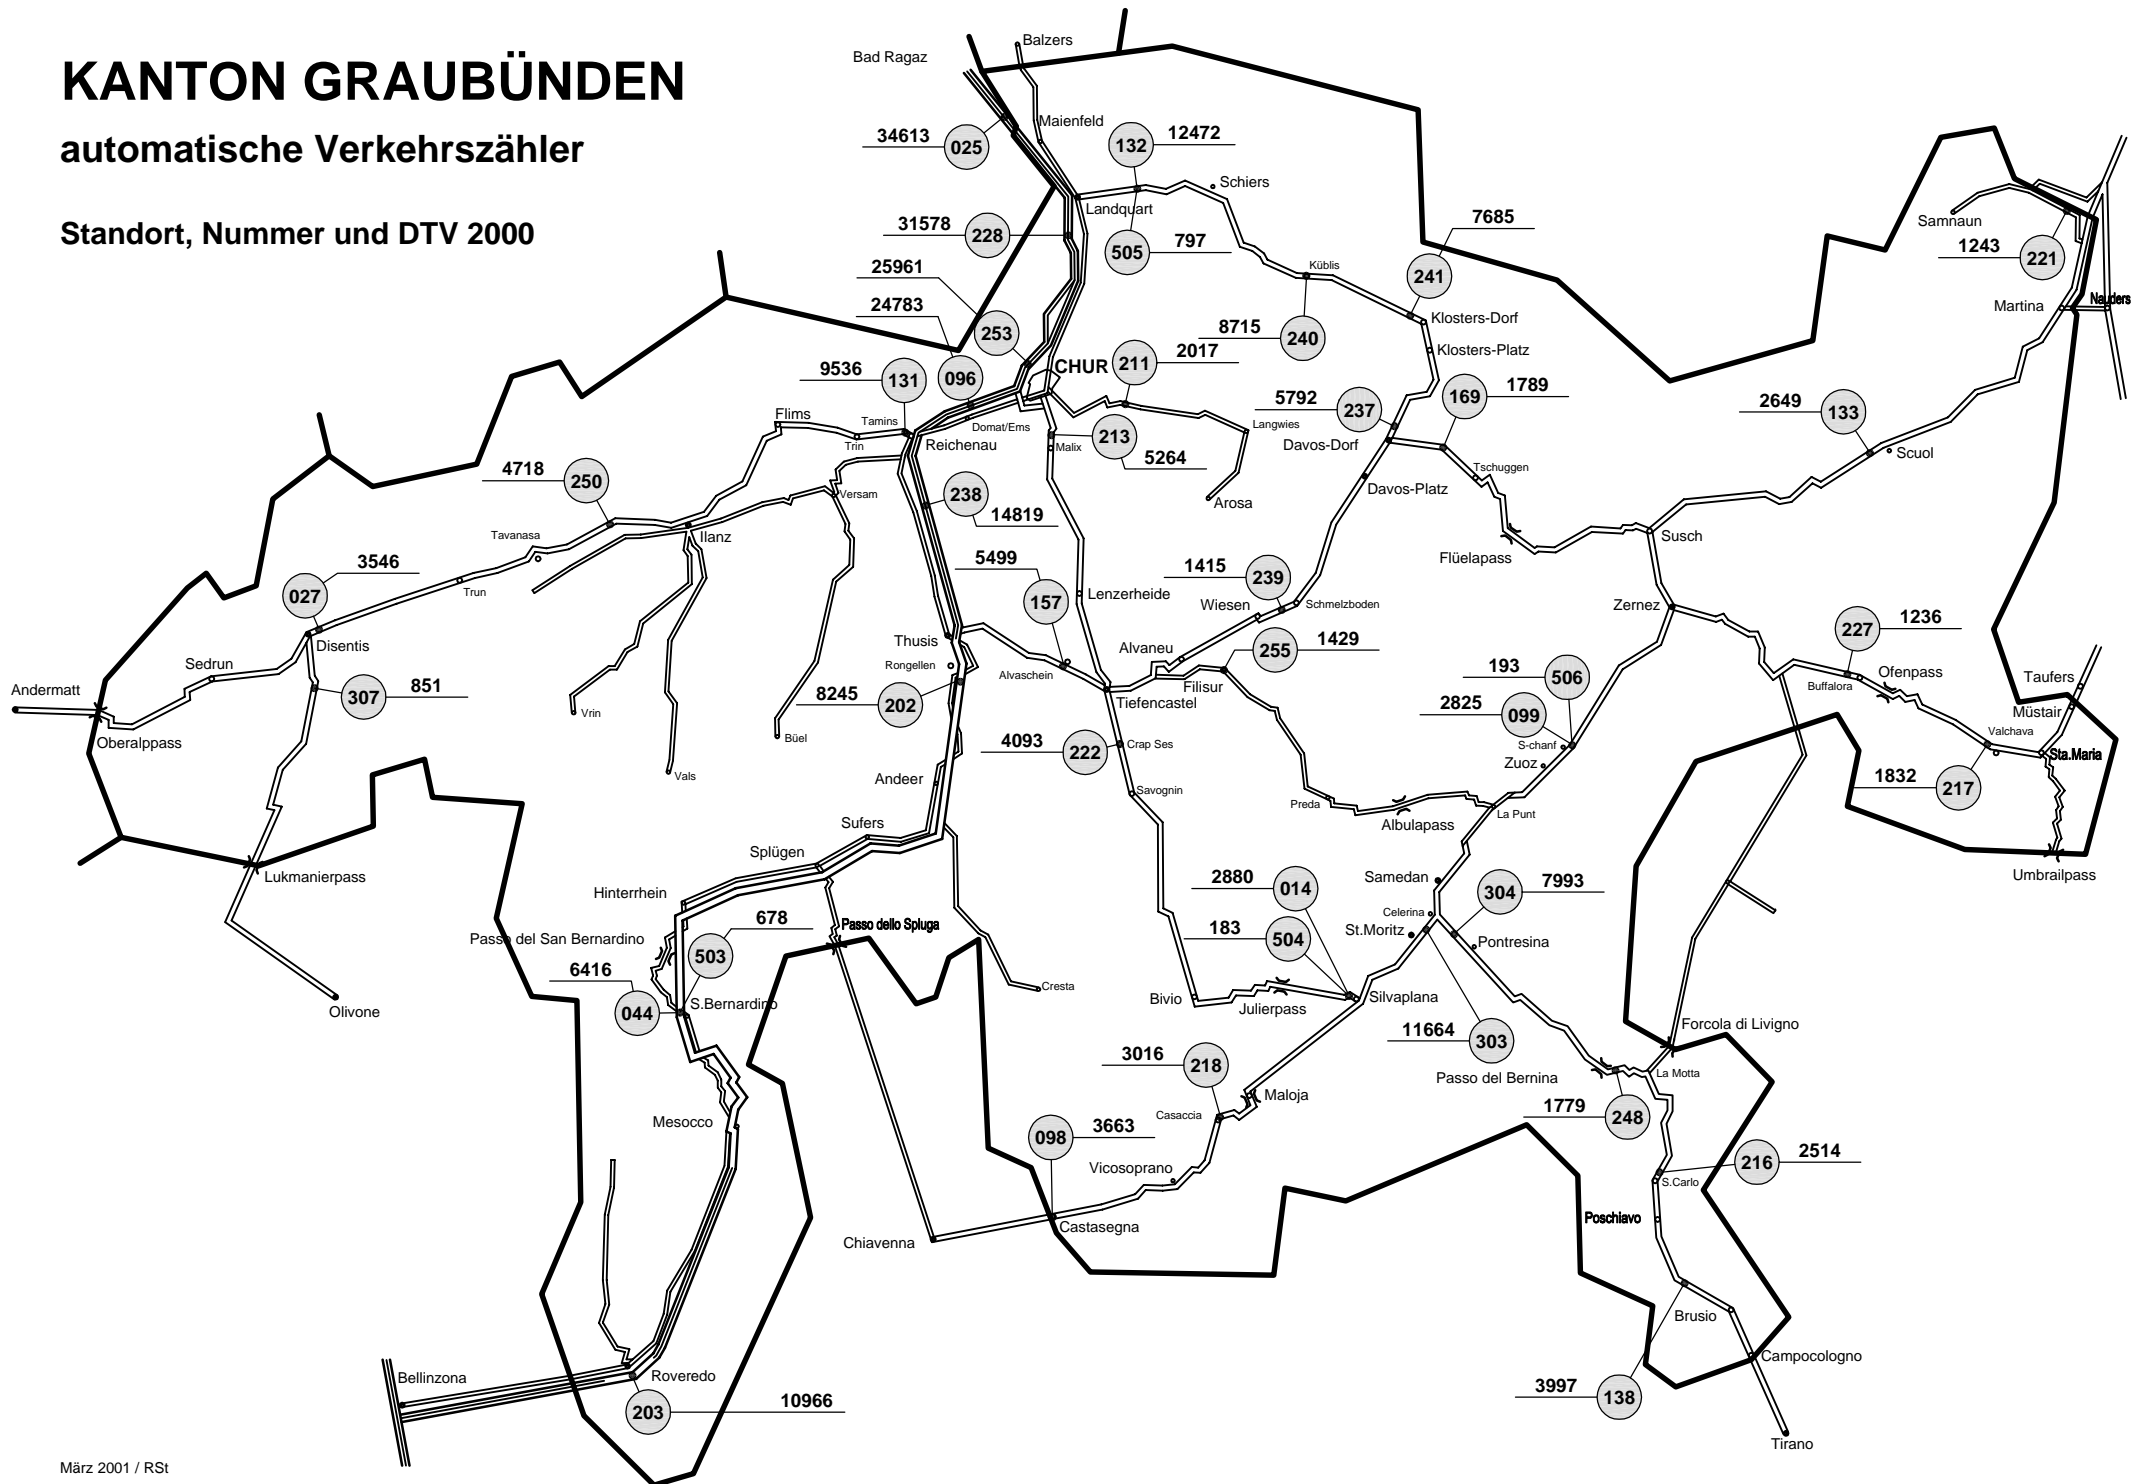 KANTON GRAUBÜNDEN
automatische Verkehrszähler
Standort, Nummer und DTV 2000
Bad Ragaz
Balzers
Maienfeld
34613 025
132 12472
Schiers
Landquart
31578 228
505 797
7685
241
25961
253
24783
096
Küblis
8715 240
Klosters-Dorf
Klosters-Platz
Samnaun
1243 221
Martina
Nauders
CHUR
211 2017
9536 131
Flims
Tamins
Trin
Reichenau
Domat/Ems
213
5264
Malix
Langwies
Arosa
5792 237
169 1789
Davos-Dorf
Davos-Platz
Tschuggen
2649 133
Scuol
4718 250
Versam
238
14819
Tavanasa
Ilanz
Flüelapass
Susch
3546
027
Trun
5499
157
Lenzerheide
1415 239
Wiesen
Schmelzboden
Zernez
Disentis
Thusis
Rongellen
Alvaschein
Alvaneu
255 1429
Filisur
227 1236
Ofenpass
Buffalora
Taufers
Müstair
Valchava
Sta.Maria
Andermatt
Sedrun
307 851
Oberalppass
Vrin
Büel
Vals
8245 202
Tiefencastel
193 506
2825 099
S-chanf
Zuoz
4093 222
Crap Ses
Andeer
Savognin
1832 217
Preda
Albulapass
La Punt
Umbrailpass
Sufers
Splügen
Lukmanierpass
Hinterrhein
678
503
Passo dello Spluga
Passo del San Bernardino
6416
044
S.Bernardino
Olivone
Cresta
2880 014
183 504
Samedan
304 7993
Celerina
St.Moritz
Pontresina
Bivio
Julierpass
Silvaplana
11664 303
Forcola di Livigno
3016 218
Maloja
Passo del Bernina
La Motta
1779 248
Mesocco
Casaccia
098 3663
Vicosoprano
216 2514
S.Carlo
Castasegna
Chiavenna
Poschiavo
Brusio
Campocologno
Bellinzona
Roveredo
203 10966
3997 138
Tirano
März 2001 / RSt